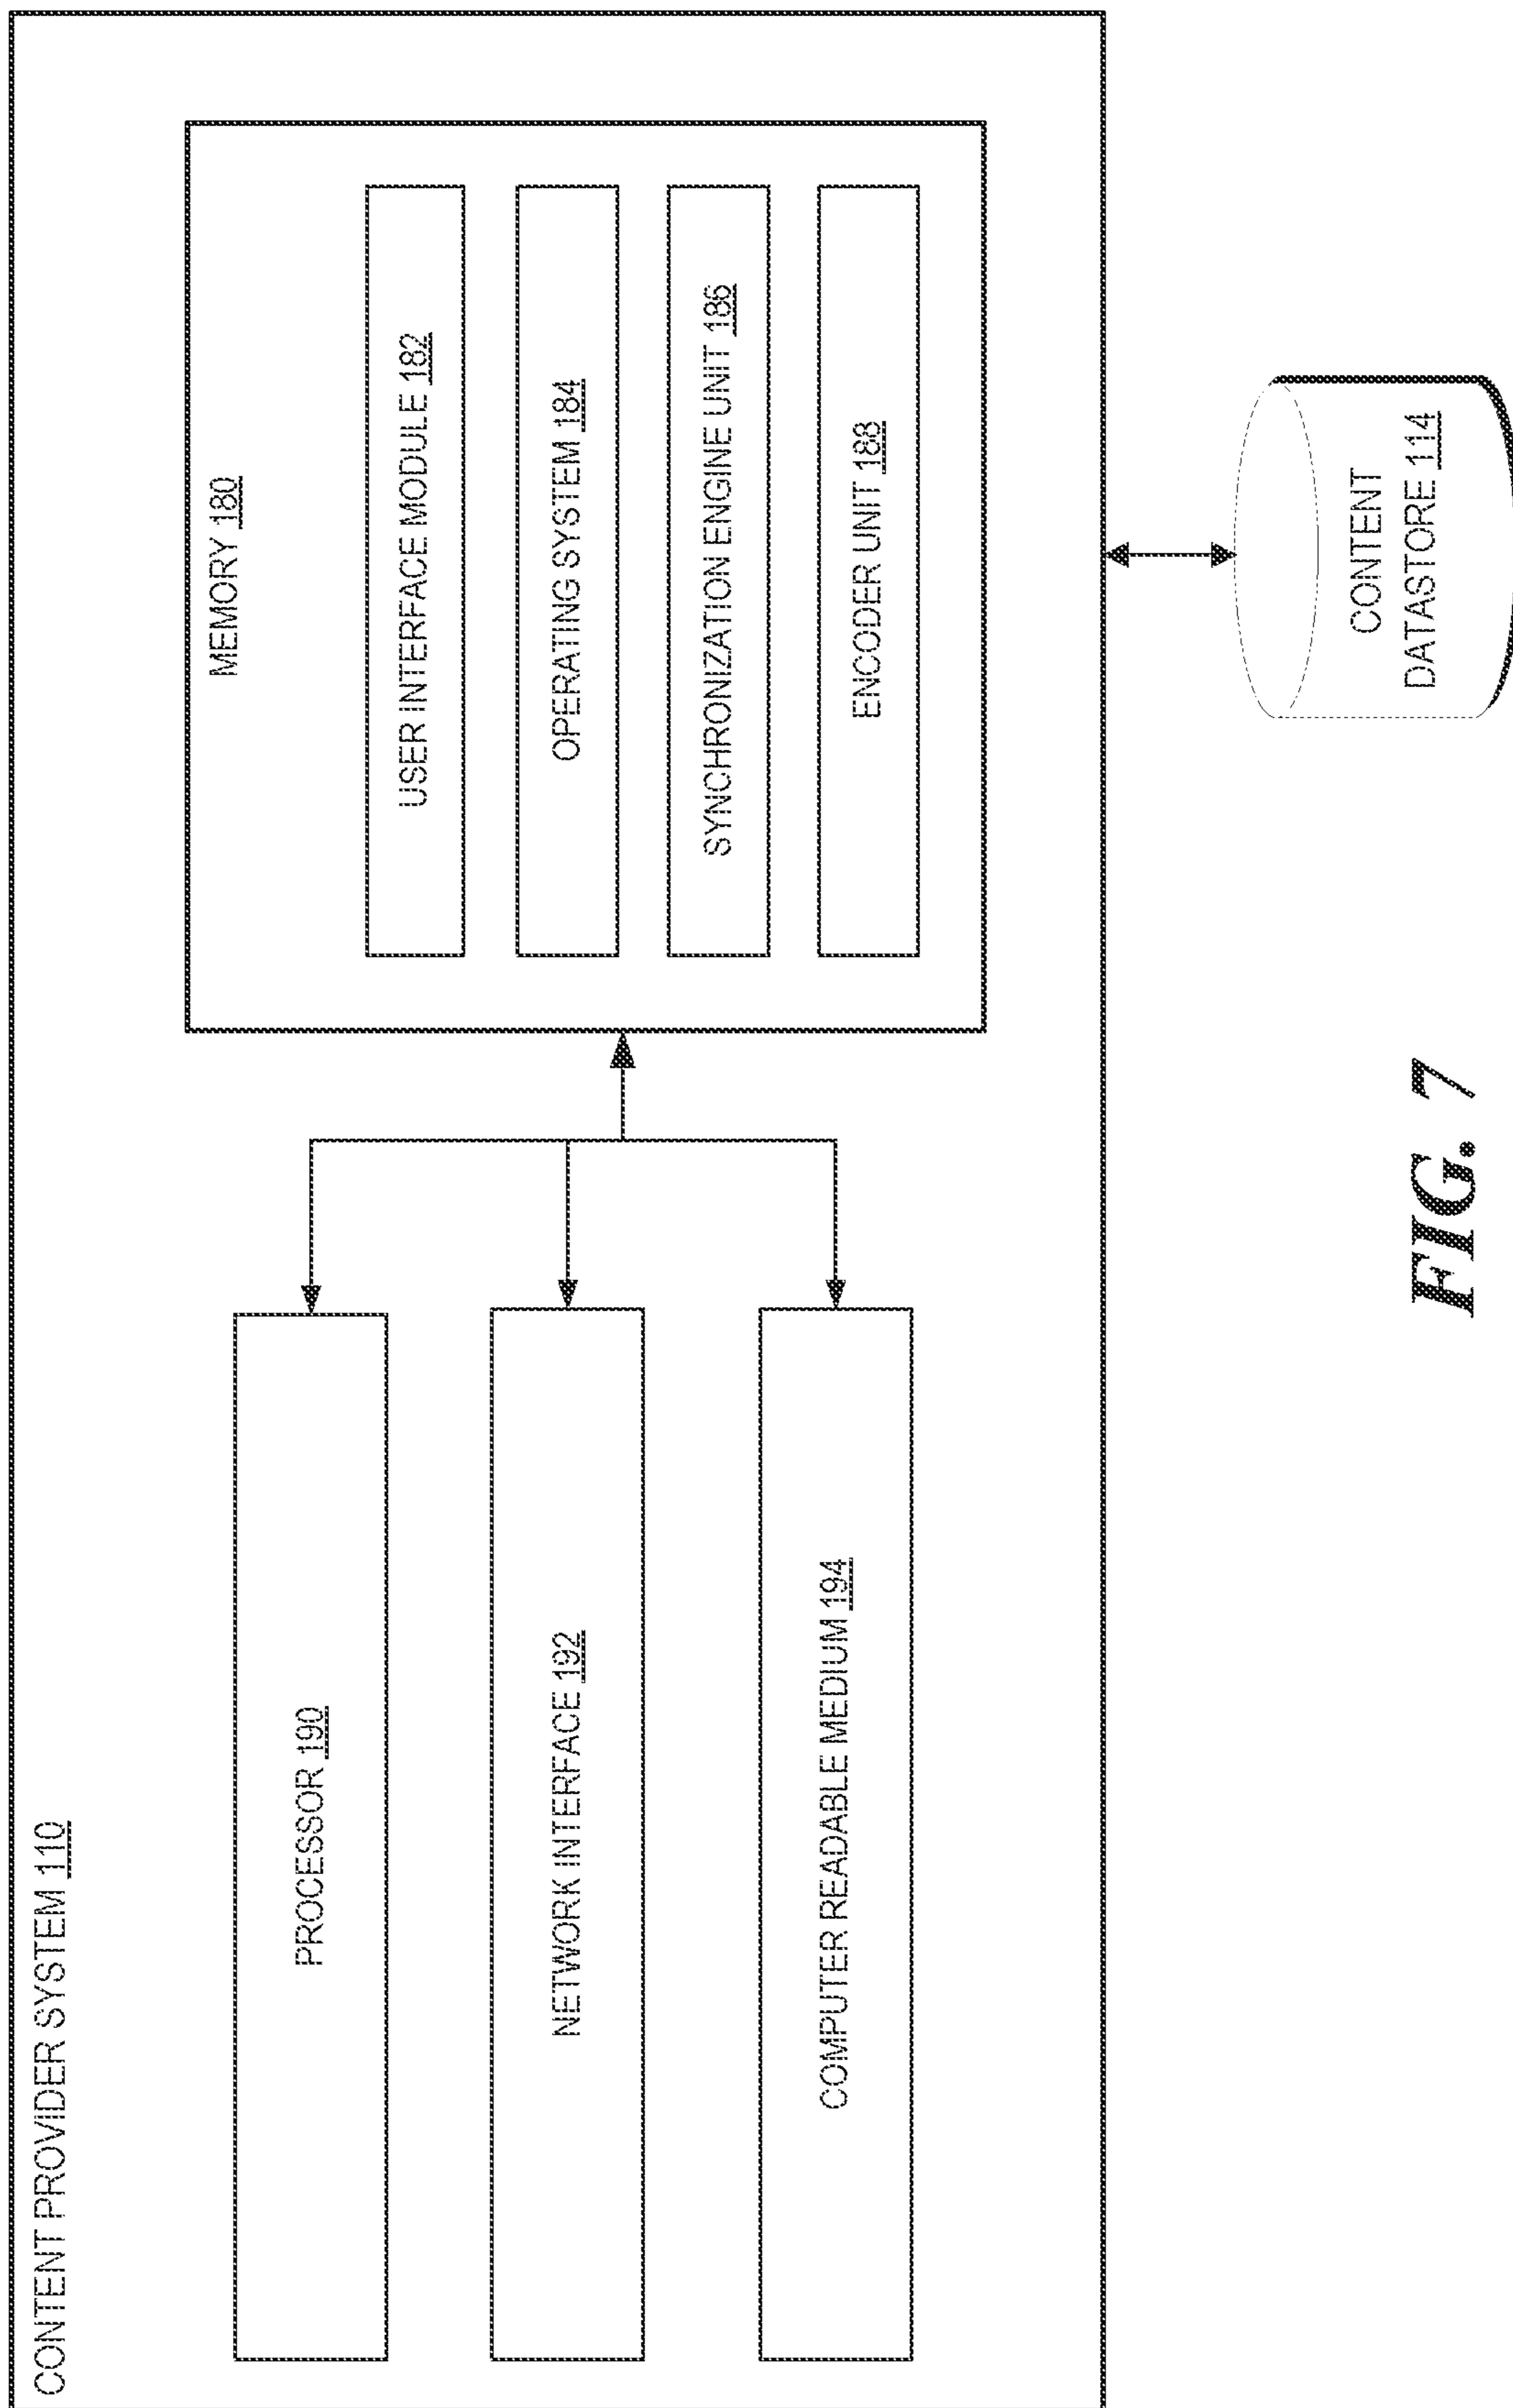 CONTENT PROVIDER SYSTEM 110
PROCESSOR 190
NETWORK INTERFACE 192
COMPUTER READABLE MEDIUM 194
MEMORY 180
USER INTERFACE MODULE 182
OPERATING SYSTEM 184
SYNCHRONIZATION ENGINE UNIT 186
ENCODER UNIT 188
CONTENT
DATASTORE 114
FIG. 7